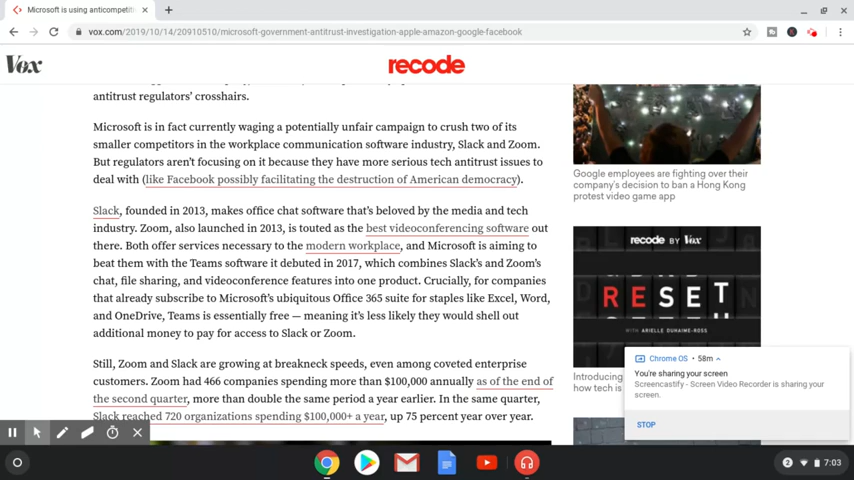 Microsoft is using anticompetiti
vox.com/2019/10/14/20910510/microsoft-government-antitrust-investigation-apple-amazon-google-facebook
Vox
recode
antitrust regulators' crosshairs.
Microsoft is in fact currently waging a potentially unfair campaign to crush two of its
smaller competitors in the workplace communication software industry, Slack and Zoom.
But regulators aren't focusing on it because they have more serious tech antitrust issues to
deal with (like Facebook possibly facilitating the destruction of American democracy).
Slack, founded in 2013, makes office chat software that's beloved by the media and tech
industry. Zoom, also launched in 2013, is touted as the best videoconferencing software out
there. Both offer services necessary to the modern workplace, and Microsoft is aiming to
beat them with the Teams software it debuted in 2017, which combines Slack's and Zoom's
chat, file sharing, and videoconference features into one product. Crucially, for companies
that already subscribe to Microsoft's ubiquitous Office 365 suite for staples like Excel, Word,
and OneDrive, Teams is essentially free — meaning it's less likely they would shell out
additional money to pay for access to Slack or Zoom.
Still, Zoom and Slack are growing at breakneck speeds, even among coveted enterprise
customers. Zoom had 466 companies spending more than $100,000 annually as of the end of
the second quarter, more than double the same period a year earlier. In the same quarter,
Slack reached 720 organizations spending $100,000+ a year, up 75 percent year over year.
Google employees are fighting over their
company's decision to ban a Hong Kong
protest video game app
recode BY Vox
RESET
WITH ARIELLE DUHAIME-ROSS
Introducing
how tech is
Chrome OS • 58m
You're sharing your screen
Screencastify - Screen Video Recorder is sharing your
screen.
STOP
2
7:03